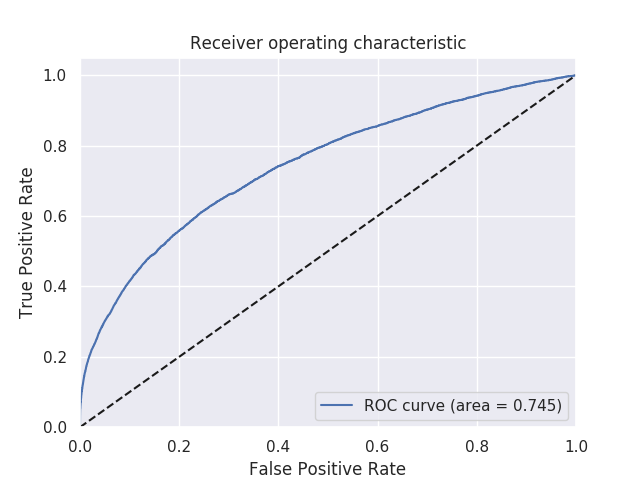 Receiver operating characteristic
1.0
0.8
0.6
0.4
0.2
0.0
True Positive Rate
ROC curve (area = 0.745)
0.0 0.2 0.4 0.6 0.8 1.0
False Positive Rate